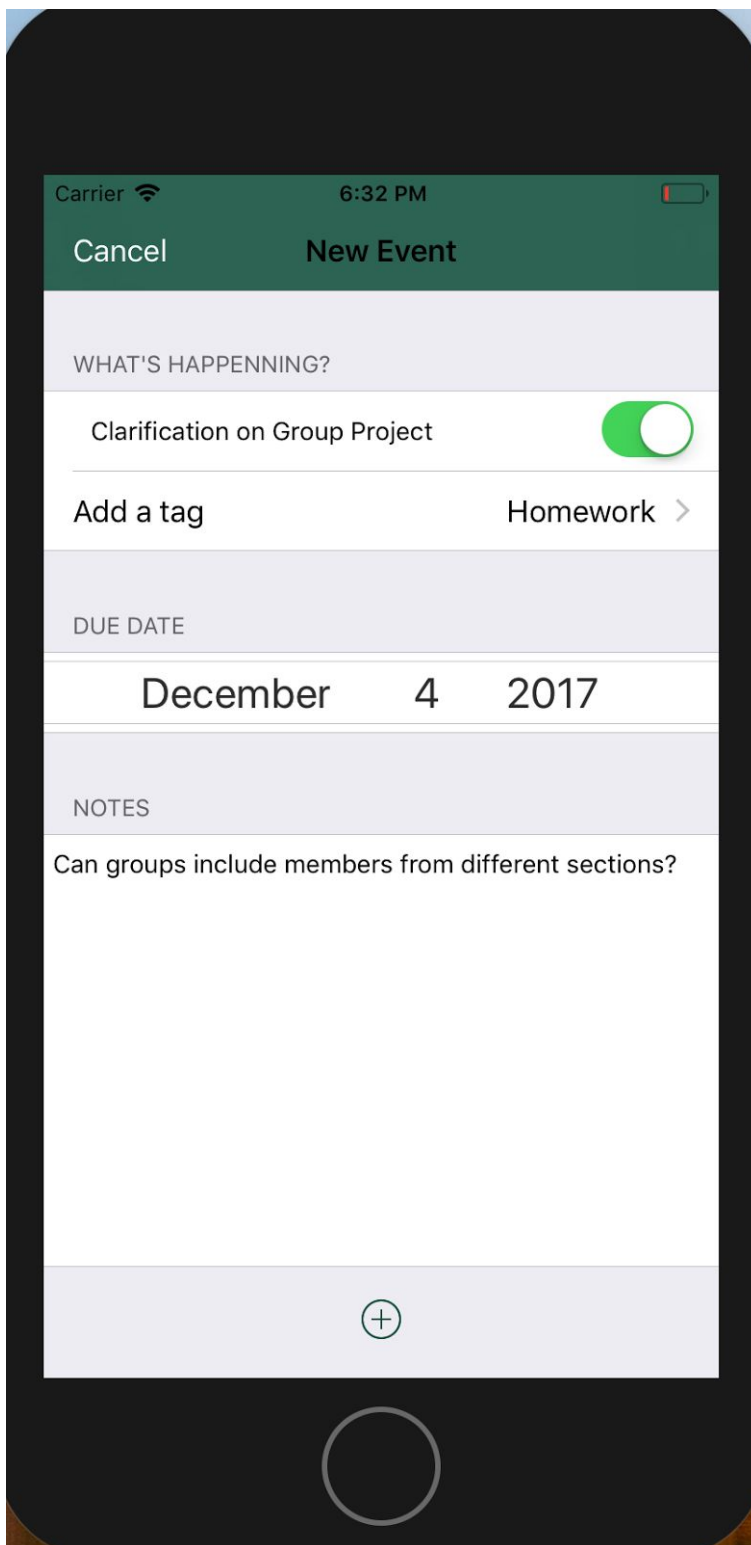 Carrier 6:32 PM
Cancel New Event
WHAT'S HAPPENNING?
Clarification on Group Project
Add a tag Homework
DUE DATE
December 4 2017
NOTES
Can groups include members from different sections?